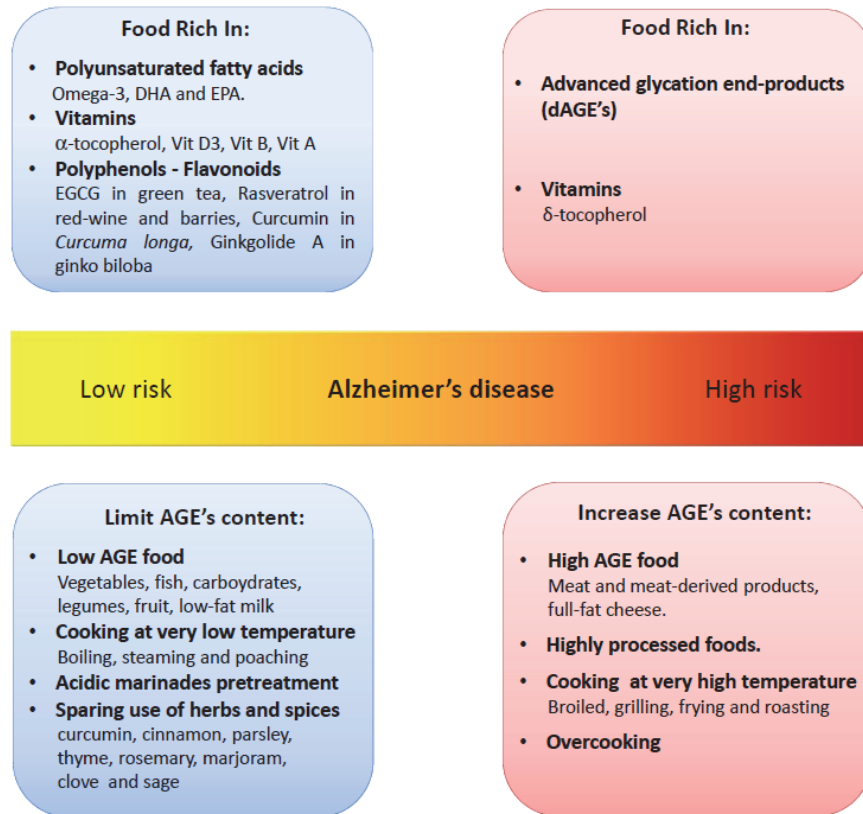 Food Rich In:
• Polyunsaturated fatty acids
Omega-3, DHA and EPA.
• Vitamins
α-tocopherol, Vit D3, Vit B, Vit A
• Polyphenols - Flavonoids
EGCG in green tea, Rasveratrol in
red-wine and barries, Curcumin in
Curcuma longa, Ginkgolide A in
ginko biloba
Food Rich In:
• Advanced glycation end-products
(dAGE’s)
• Vitamins
δ-tocopherol
Low risk
Alzheimer’s disease
High risk
Limit AGE’s content:
• Low AGE food
Vegetables, fish, carboydrates,
legumes, fruit, low-fat milk
• Cooking at very low temperature
Boiling, steaming and poaching
• Acidic marinades pretreatment
• Sparing use of herbs and spices
curcumin, cinnamon, parsley,
thyme, rosemary, marjoram,
clove and sage
Increase AGE’s content:
• High AGE food
Meat and meat-derived products,
full-fat cheese.
• Highly processed foods.
• Cooking at very high temperature
Broiled, grilling, frying and roasting
• Overcooking